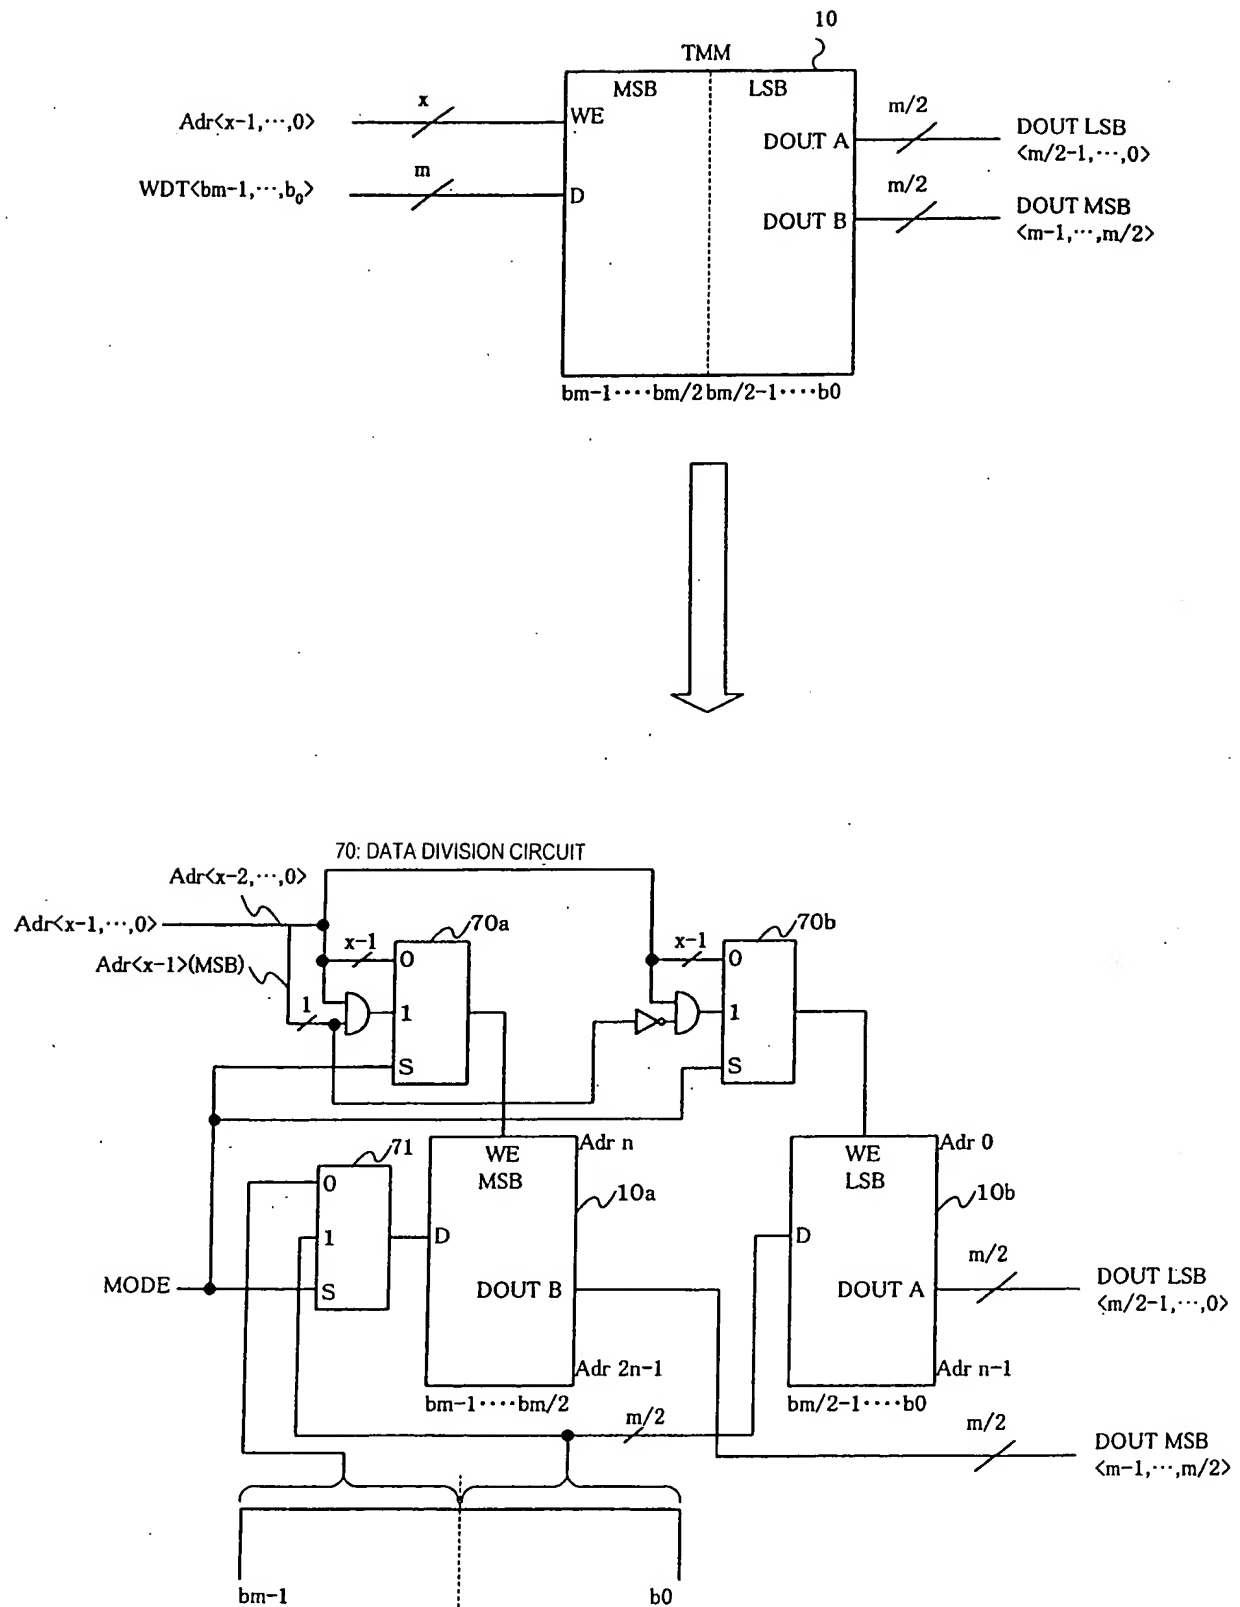 10
TMM
MSB LSB
x
Adr<x-1,⋯,0>
WE
m/2
DOUT A
DOUT LSB
<m/2-1,⋯,0>
m
WDT<bm-1,⋯,b₀>
D
m/2
DOUT B
DOUT MSB
<m-1,⋯,m/2>
bm-1⋯⋯bm/2 bm/2-1⋯⋯b0
70: DATA DIVISION CIRCUIT
Adr<x-2,⋯,0>
Adr<x-1,⋯,0>
70a
70b
x-1
0
x-1
0
Adr<x-1>(MSB)
1
1
1
S
S
71
Adr n
Adr 0
WE
MSB
WE
LSB
0
10a
10b
1
D
D
m/2
MODE
S
DOUT B
DOUT A
DOUT LSB
<m/2-1,⋯,0>
Adr 2n-1
Adr n-1
bm-1⋯⋯bm/2
bm/2-1⋯⋯b0
m/2
m/2
DOUT MSB
<m-1,⋯,m/2>
bm-1
b0